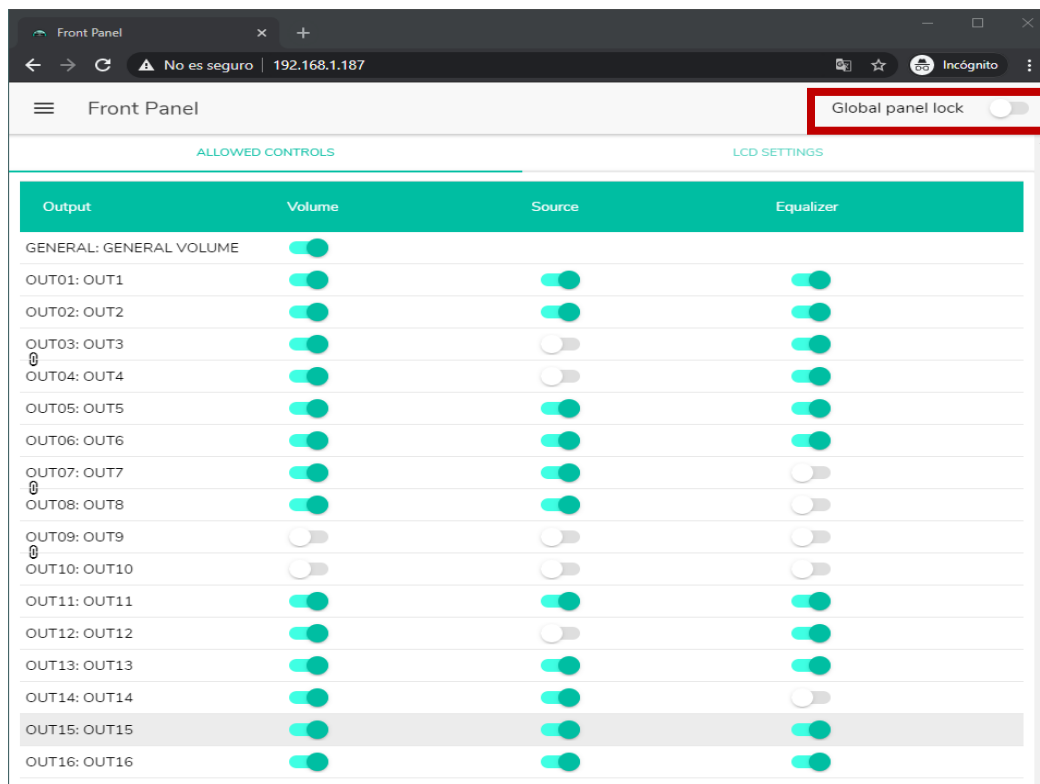 Front Panel
No es seguro | 192.168.1.187
Incógnito
Front Panel
Global panel lock
ALLOWED CONTROLS
LCD SETTINGS
Output Volume Source Equalizer
GENERAL: GENERAL VOLUME
OUT01: OUT1
OUT02: OUT2
OUT03: OUT3
OUT04: OUT4
OUT05: OUT5
OUT06: OUT6
OUT07: OUT7
OUT08: OUT8
OUT09: OUT9
OUT10: OUT10
OUT11: OUT11
OUT12: OUT12
OUT13: OUT13
OUT14: OUT14
OUT15: OUT15
OUT16: OUT16